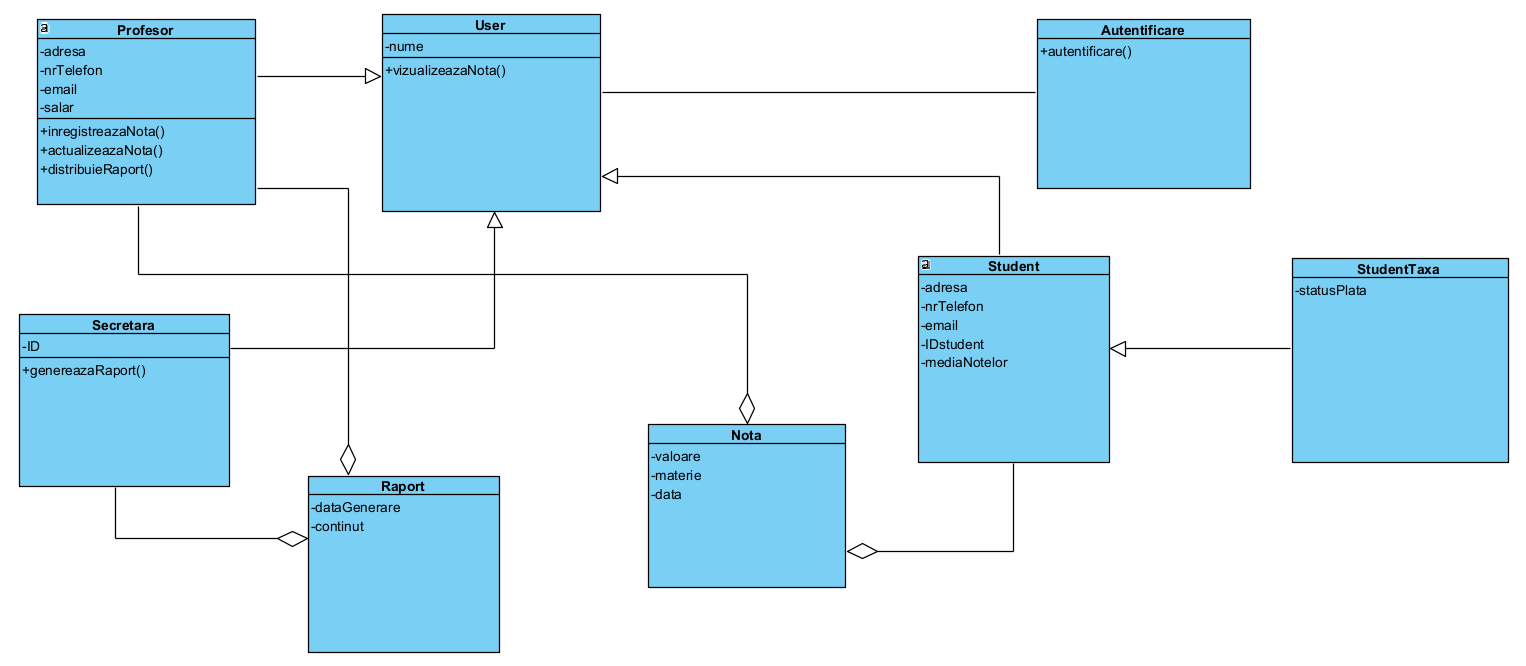 a
Profesor
-adresa
-nrTelefon
-email
-salar
+inregistreazaNota()
+actualizeazaNota()
+distribuieRaport()
User
-nume
+vizualizeazaNota()
Autentificare
+autentificare()
Secretara
-ID
+genereazaRaport()
Raport
-dataGenerare
-continut
Nota
-valoare
-materie
-data
a
Student
-adresa
-nrTelefon
-email
-IDstudent
-mediaNotelor
StudentTaxa
-statusPlata